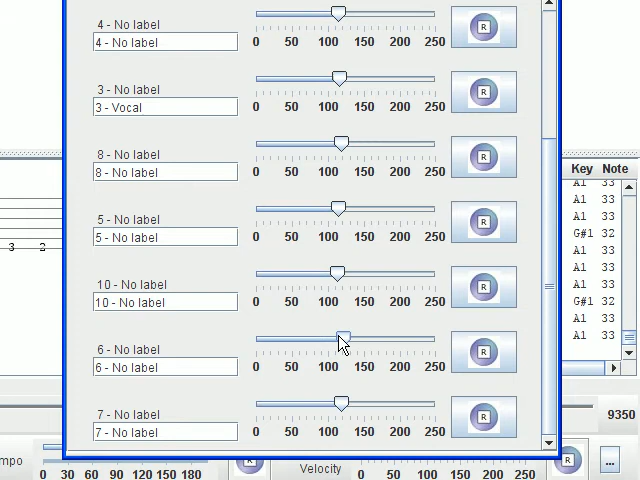 4 - No label
4 - No label
0 50 100 150 200 250
R
3 - No label
3 - Vocal
0 50 100 150 200 250
R
8 - No label
8 - No label
0 50 100 150 200 250
R
5 - No label
5 - No label
0 50 100 150 200 250
R
10 - No label
10 - No label
0 50 100 150 200 250
R
6 - No label
6 - No label
0 50 100 150 200 250
R
7 - No label
7 - No label
0 50 100 150 200 250
R
3 2
Key Note
A1 33
A1 33
A1 33
G#1 32
A1 33
A1 33
A1 33
G#1 32
A1 33
A1 33
9350
mpo
0 30 60 90 120 150 180
Velocity
0 50 100 150 200 250
...